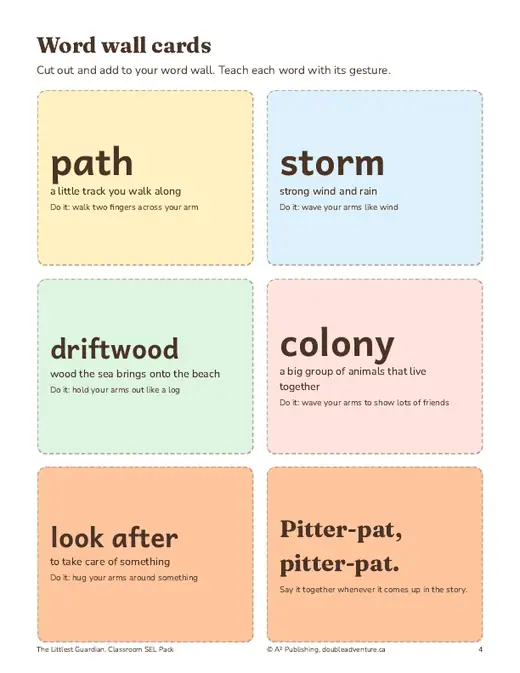 Word wall cards
Cut out and add to your word wall. Teach each word with its gesture.
path
a little track you walk along
Do it: walk two fingers across your arm
storm
strong wind and rain
Do it: wave your arms like wind
driftwood
wood the sea brings onto the beach
Do it: hold your arms out like a log
colony
a big group of animals that live
together
Do it: wave your arms to show lots of friends
look after
to take care of something
Do it: hug your arms around something
Pitter-pat,
pitter-pat.
Say it together whenever it comes up in the story.
The Littlest Guardian, Classroom SEL Pack
© A² Publishing, doubleadventure.ca
4